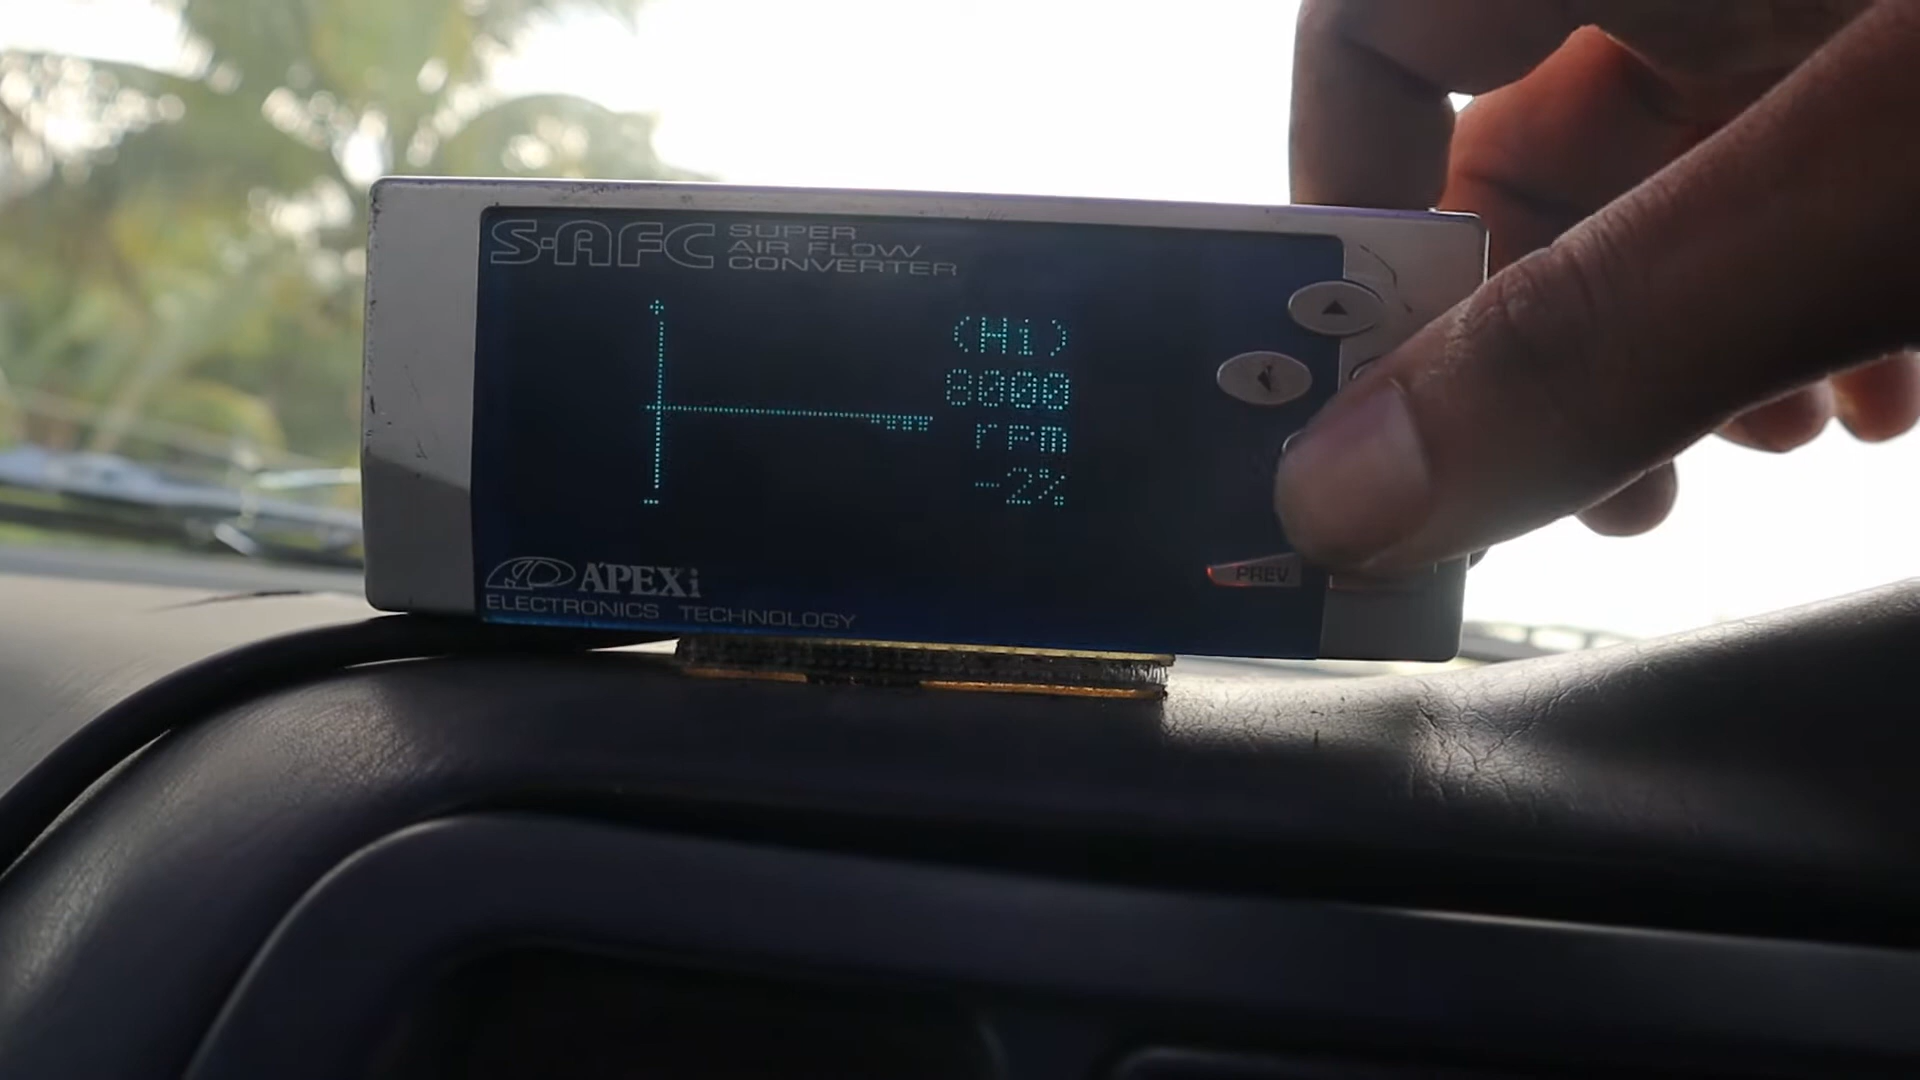 S-AFC SUPER
AIR FLOW
CONVERTER
(Hi)
8000
rpm
-2%
PREV
A'PEXi
ELECTRONICS TECHNOLOGY